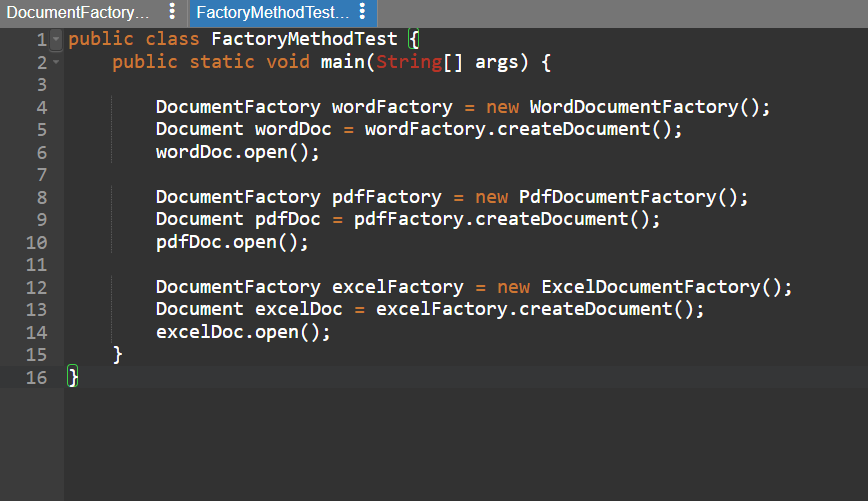 DocumentFactory...
FactoryMethodTest...
1 public class FactoryMethodTest {
2     public static void main(String[] args) {
3
4         DocumentFactory wordFactory = new WordDocumentFactory();
5         Document wordDoc = wordFactory.createDocument();
6         wordDoc.open();
7
8         DocumentFactory pdfFactory = new PdfDocumentFactory();
9         Document pdfDoc = pdfFactory.createDocument();
10         pdfDoc.open();
11
12         DocumentFactory excelFactory = new ExcelDocumentFactory();
13         Document excelDoc = excelFactory.createDocument();
14         excelDoc.open();
15     }
16 }